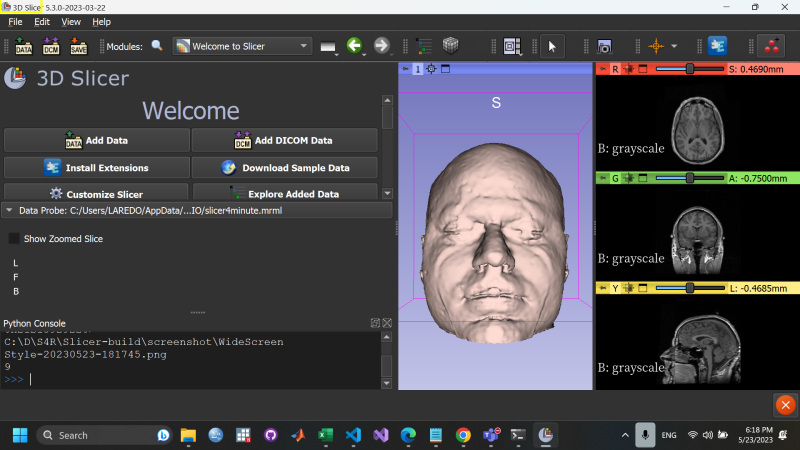 3D Slicer 5.3.0-2023-03-22
File Edit View Help
DATA DCM SAVE Modules: Welcome to Slicer
3D Slicer
Welcome
Add Data Add DICOM Data
Install Extensions Download Sample Data
Customize Slicer Explore Added Data
Data Probe: C:/Users/LAREDO/AppData/...IO/slicer4minute.mrml
Show Zoomed Slice
L
F
B
Python Console
C:\D\S4R\Slicer-build\screenshot\WideScreen
Style-20230523-181745.png
9
>>>
1
S
R S: 0.4690mm
B: grayscale
G A: -0.7500mm
B: grayscale
Y L: -0.4685mm
B: grayscale
Search
ENG
6:18 PM
5/23/2023